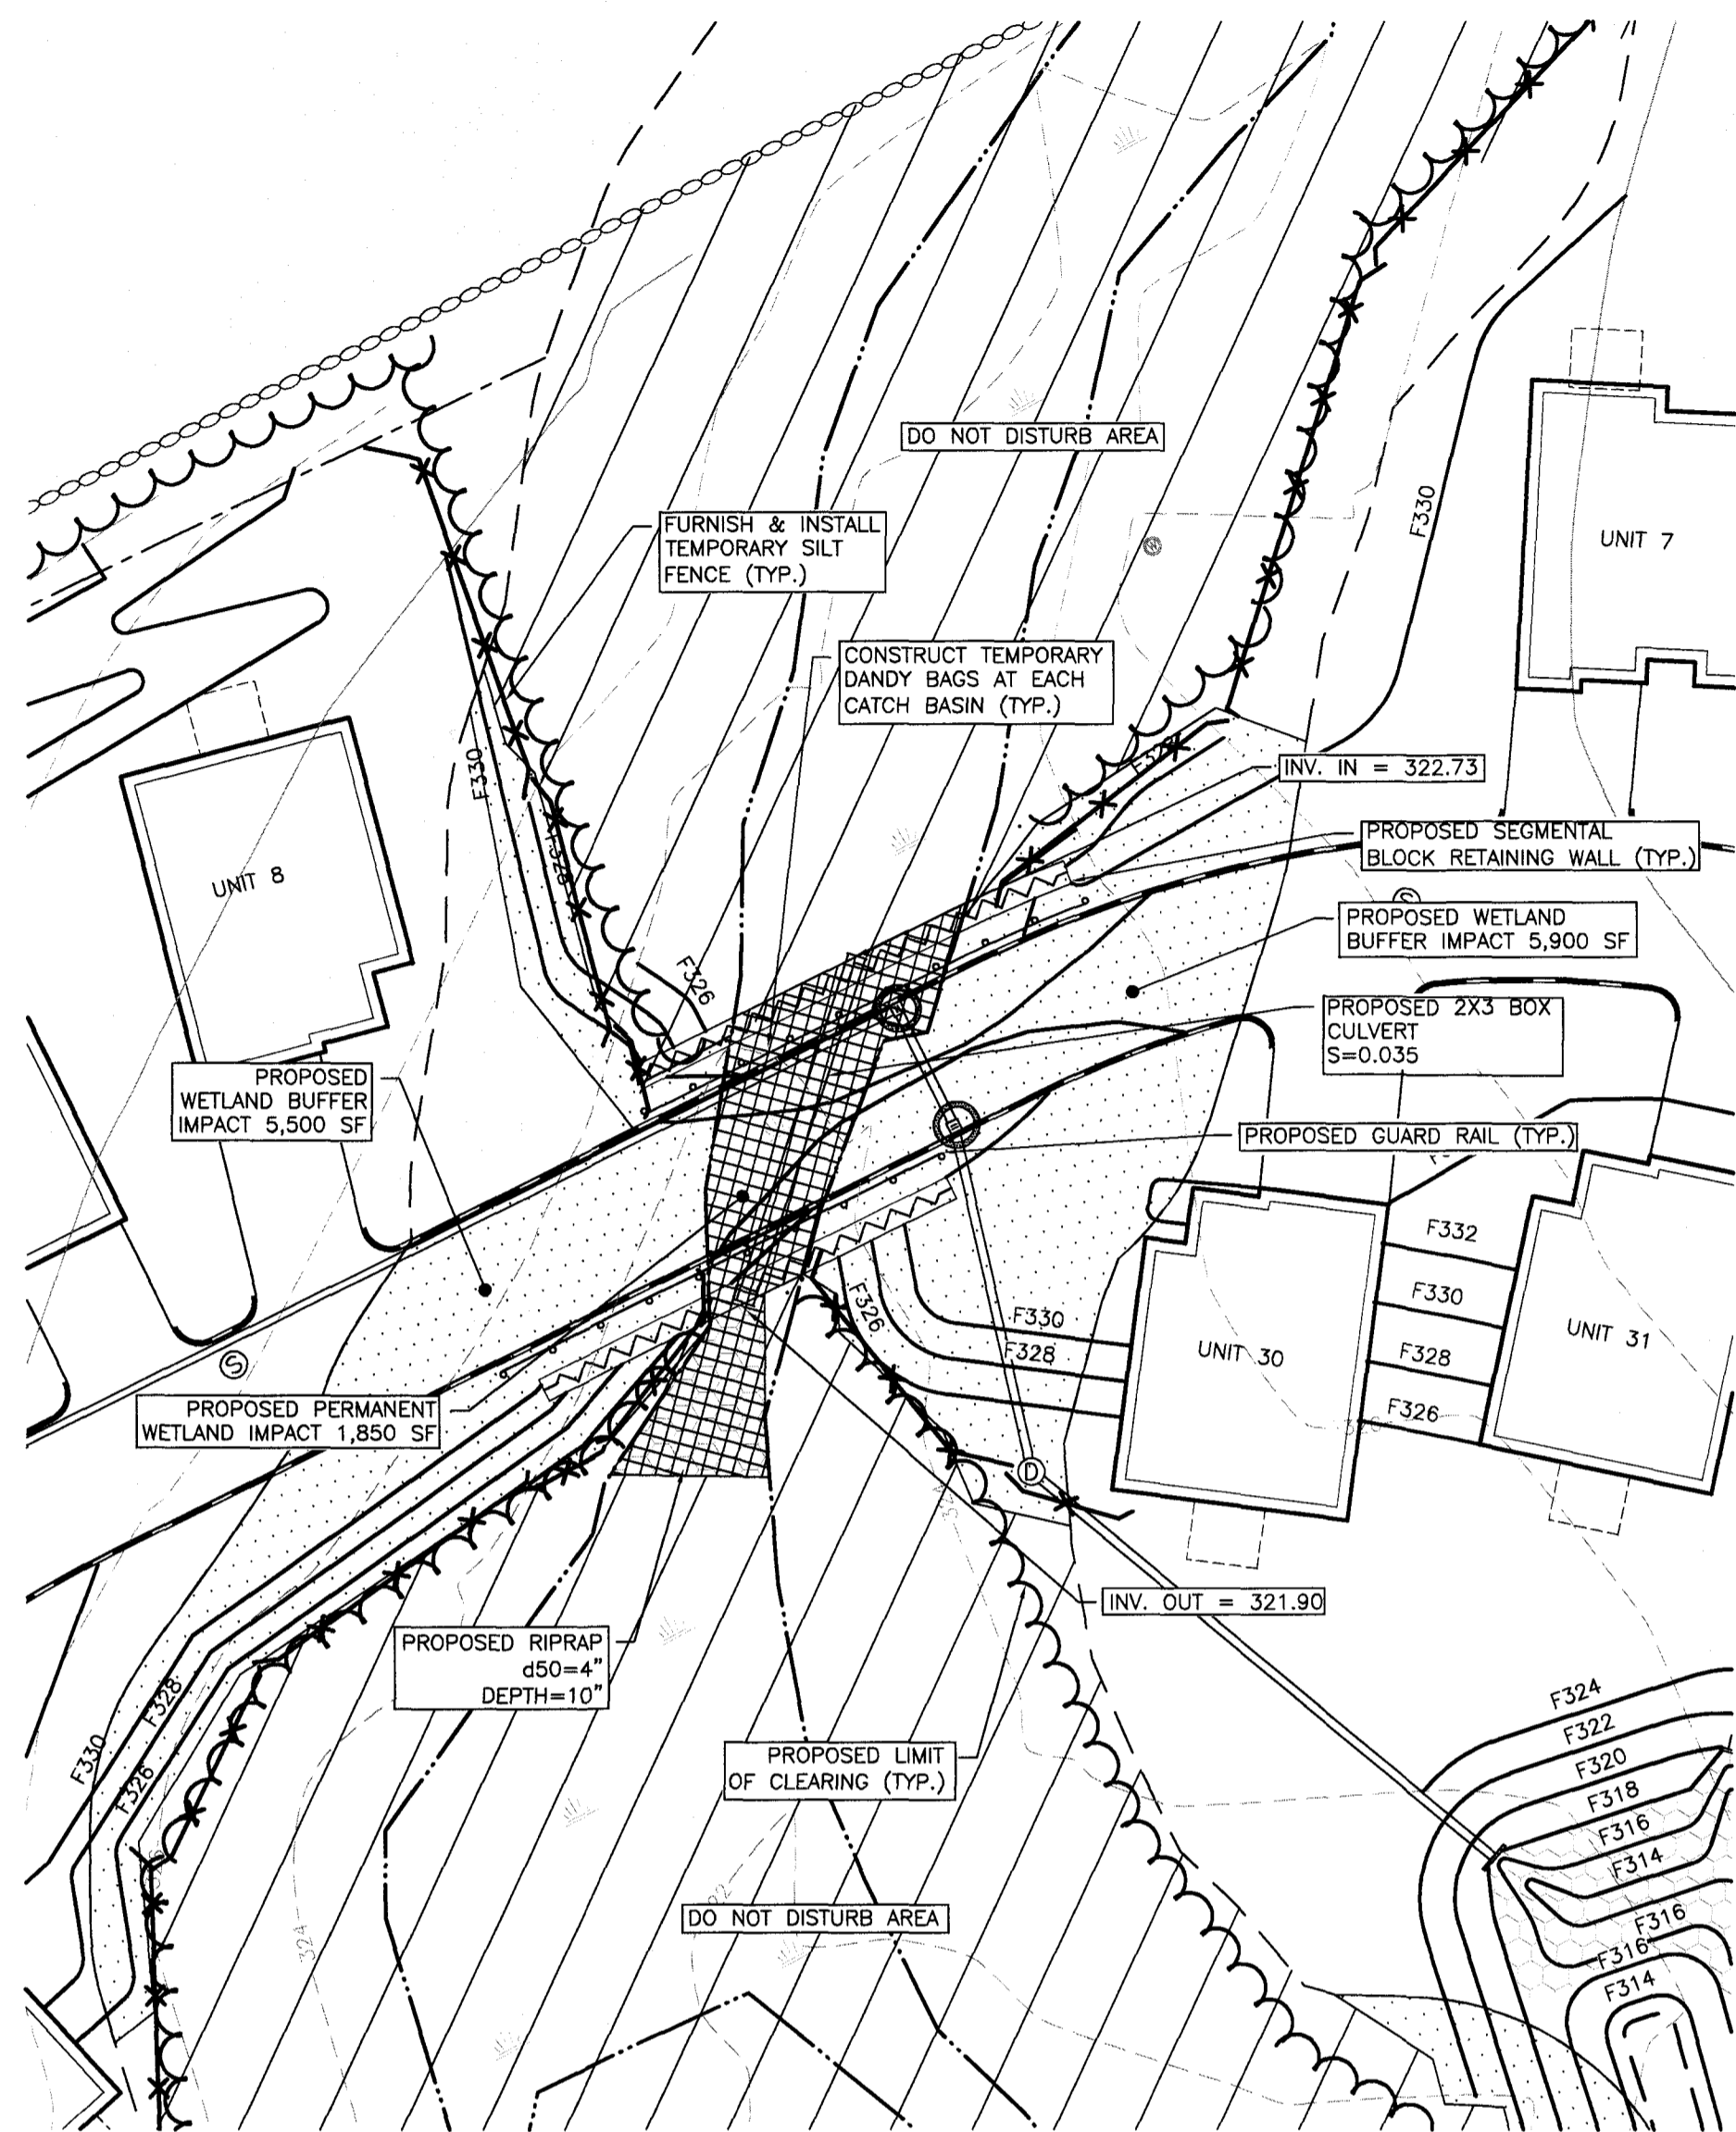 DO NOT DISTURB AREA
F330
UNIT 7
FURNISH & INSTALL
TEMPORARY SILT
FENCE (TYP.)
CONSTRUCT TEMPORARY
DANDY BAGS AT EACH
CATCH BASIN (TYP.)
F330
INV. IN = 322.73
PROPOSED SEGMENTAL
BLOCK RETAINING WALL (TYP.)
F328
UNIT 8
S
PROPOSED WETLAND
BUFFER IMPACT 5,900 SF
F326
PROPOSED 2X3 BOX
CULVERT
S=0.035
PROPOSED
WETLAND BUFFER
IMPACT 5,500 SF
PROPOSED GUARD RAIL (TYP.)
F332
F330
F328
F326
F326
F330
F328
UNIT 30
UNIT 31
S
PROPOSED PERMANENT
WETLAND IMPACT 1,850 SF
D
INV. OUT = 321.90
PROPOSED RIPRAP
d50=4"
DEPTH=10"
F328
F330
F326
PROPOSED LIMIT
OF CLEARING (TYP.)
F324
F322
F320
F318
F316
F314
F316
F316
F314
324
DO NOT DISTURB AREA